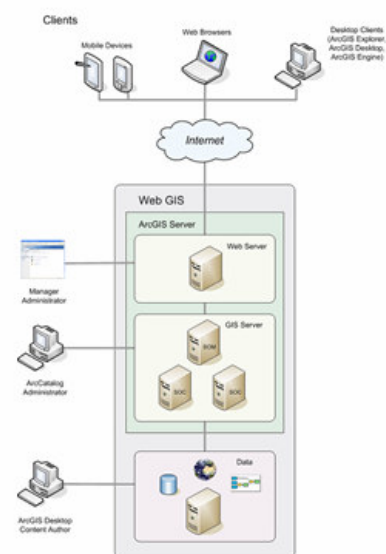 Clients
Mobile Devices
Web Browsers
Desktop Clients
(ArcGIS Explorer,
ArcGIS Desktop,
ArcGIS Engine)
Internet
Web GIS
ArcGIS Server
Web Server
Manager
Administrator
GIS Server
SOM
SOC
SOC
ArcCatalog
Administrator
Data
ArcGIS Desktop
Content Author